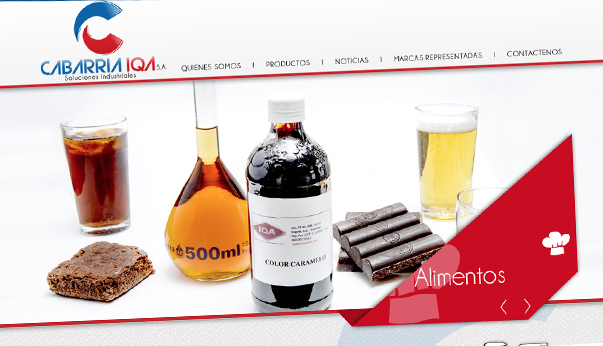 CABARRIA IQA S.A.
Soluciones Industriales
QUIENES SOMOS | PRODUCTOS | NOTICIAS | MARCAS REPRESENTADAS | CONTACTENOS
500ml
IQA
COLOR CARAMELO
Alimentos